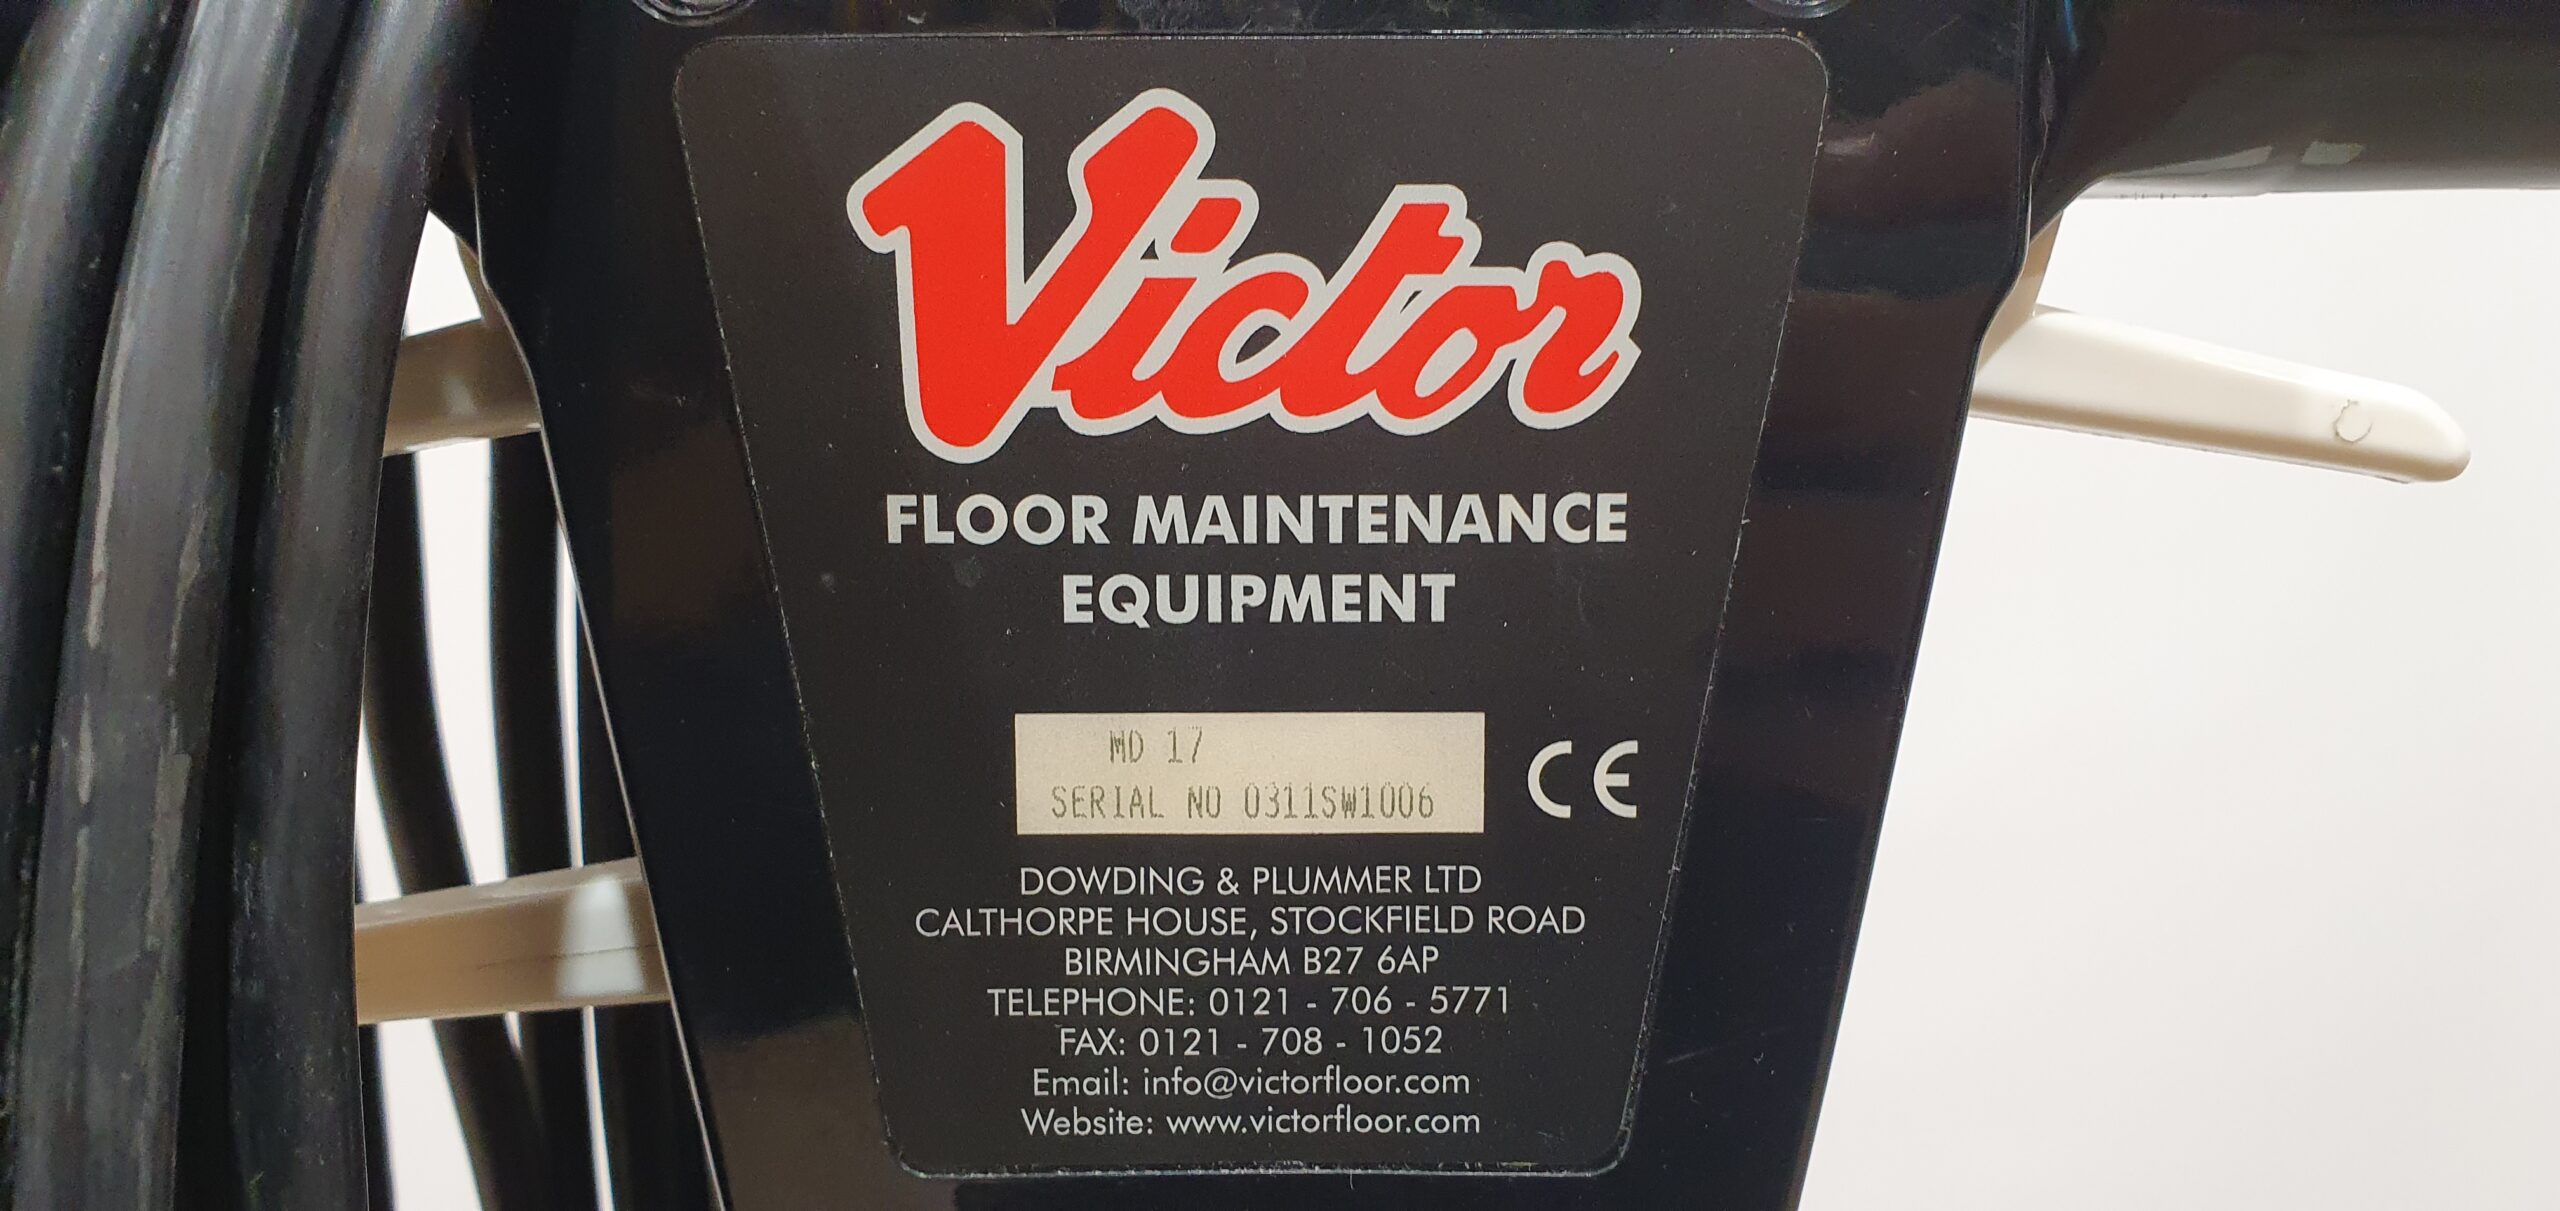 Victor
FLOOR MAINTENANCE
EQUIPMENT
MD 17
SERIAL NO 0311SW1006
CE
DOWDING & PLUMMER LTD
CALTHORPE HOUSE, STOCKFIELD ROAD
BIRMINGHAM B27 6AP
TELEPHONE: 0121 - 706 - 5771
FAX: 0121 - 708 - 1052
Email: info@victorfloor.com
Website: www.victorfloor.com